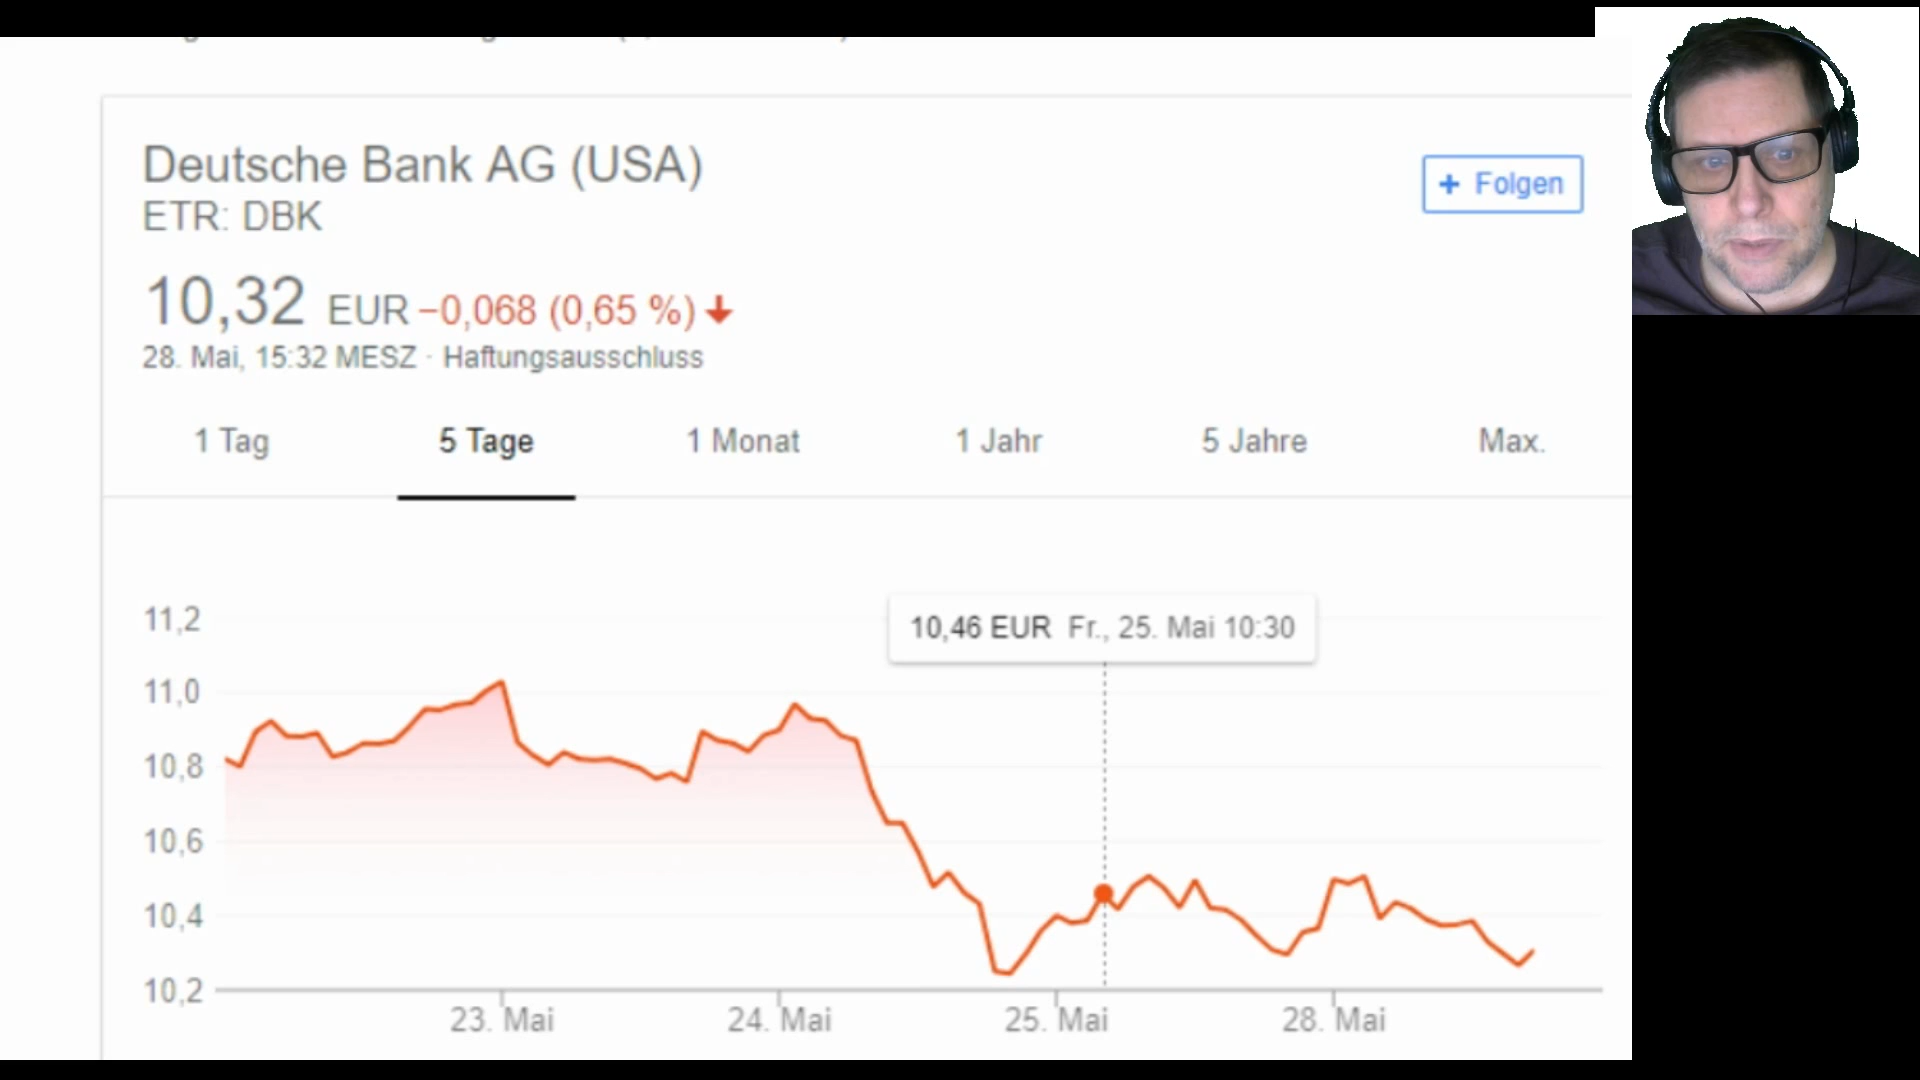 Deutsche Bank AG (USA)
ETR: DBK
+ Folgen
10,32 EUR −0,068 (0,65 %)
28. Mai, 15:32 MESZ · Haftungsausschluss
1 Tag 5 Tage 1 Monat 1 Jahr 5 Jahre Max.
10,46 EUR Fr., 25. Mai 10:30
11,2
11,0
10,8
10,6
10,4
10,2
23. Mai 24. Mai 25. Mai 28. Mai